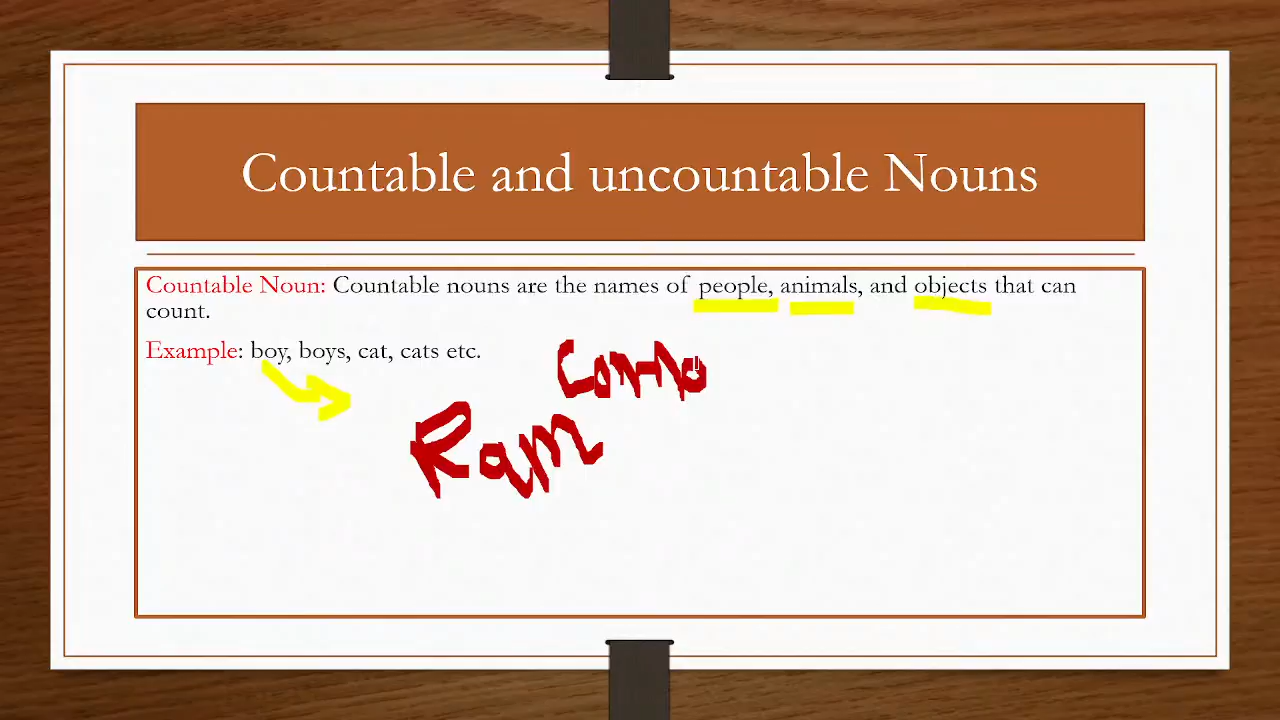 Countable and uncountable Nouns
Countable Noun: Countable nouns are the names of people, animals, and objects that can
count.
Example: boy, boys, cat, cats etc.
Ram